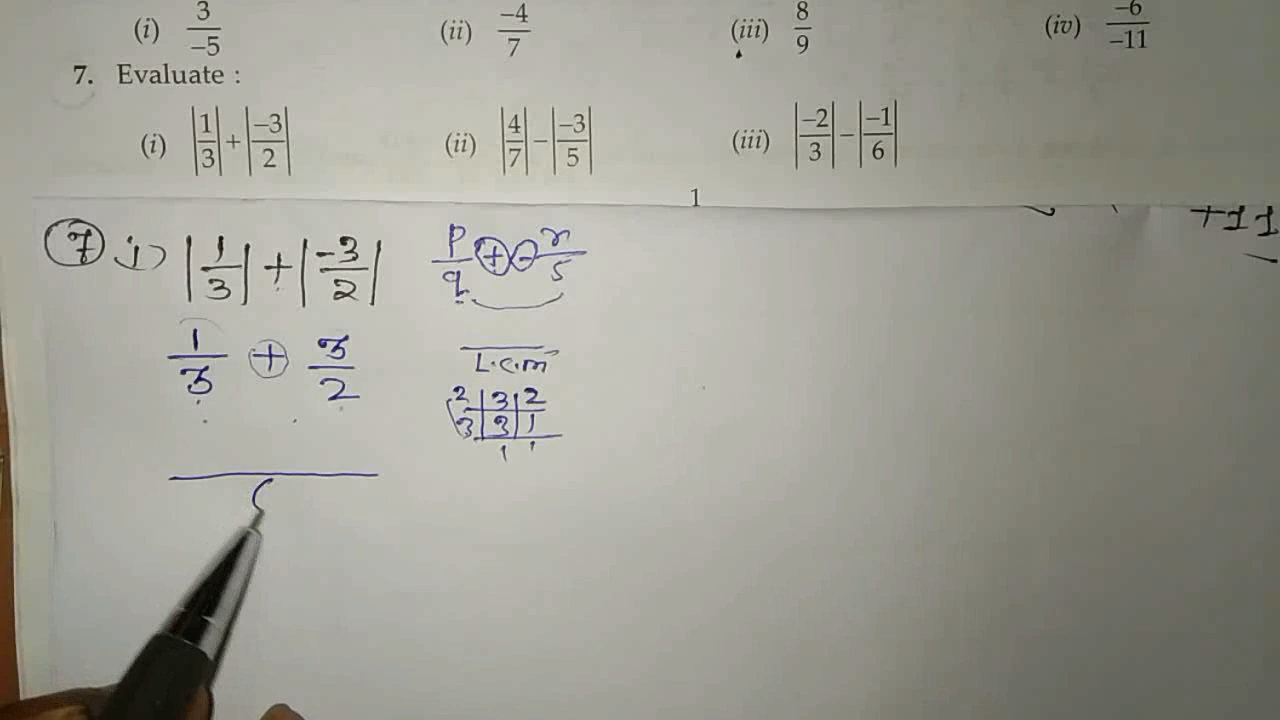 (i) 3/-5 (ii) -4/7 (iii) 8/9 (iv) -6/-11
7. Evaluate :
(i) |1/3| + |-3/2| (ii) |4/7| - |-3/5| (iii) |-2/3| - |-1/6|
1
+11
7 i) |1/3| + |-3/2| p/q + - r/s
1/3 + 3/2
L.C.M
2 | 3 | 2
3 | 3 | 1
1 1